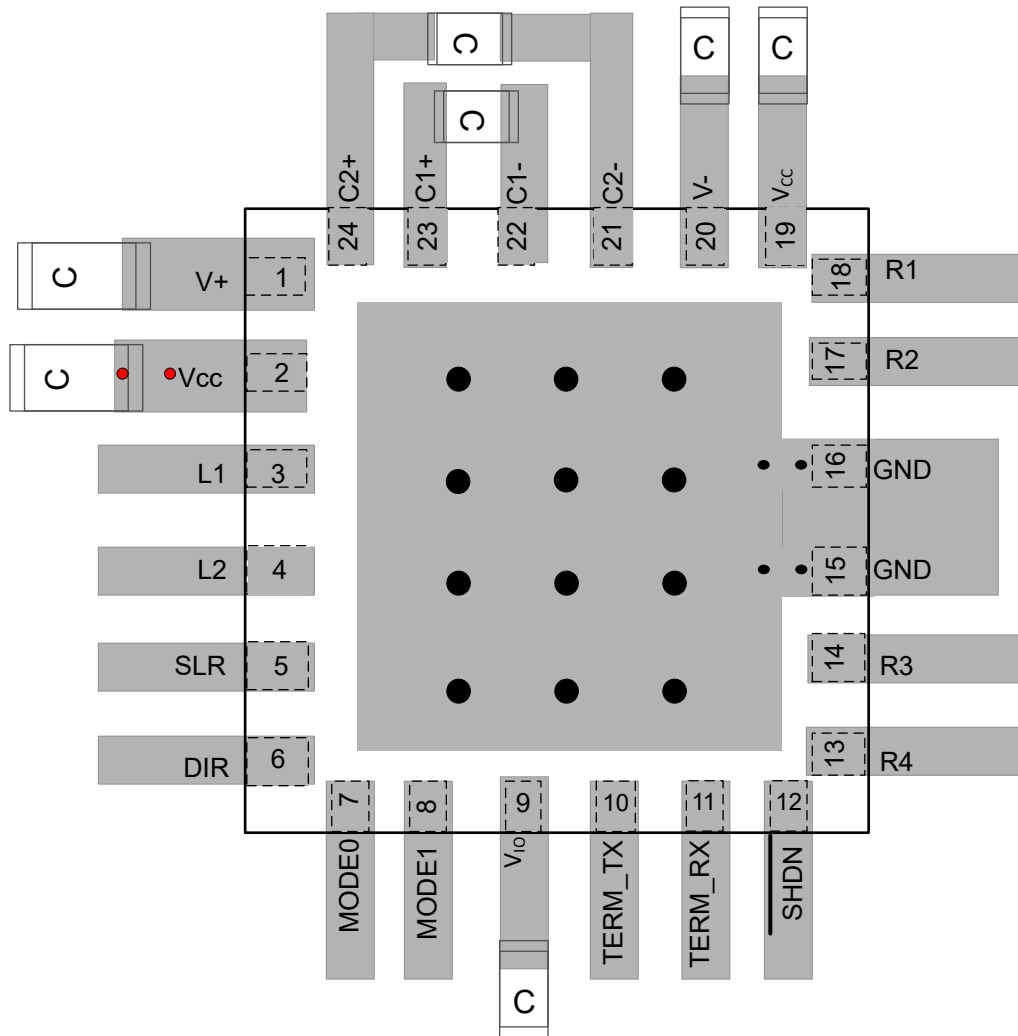 C
C
C
C
C2+
C1+
C1-
C2-
V-
VCC
24
23
22
21
20
19
C
V+
1
18
R1
C
Vcc
2
17
R2
L1
3
16
GND
L2
4
15
GND
SLR
5
14
R3
DIR
6
13
R4
7
8
9
10
11
12
MODE0
MODE1
VIO
TERM_TX
TERM_RX
SHDN
C